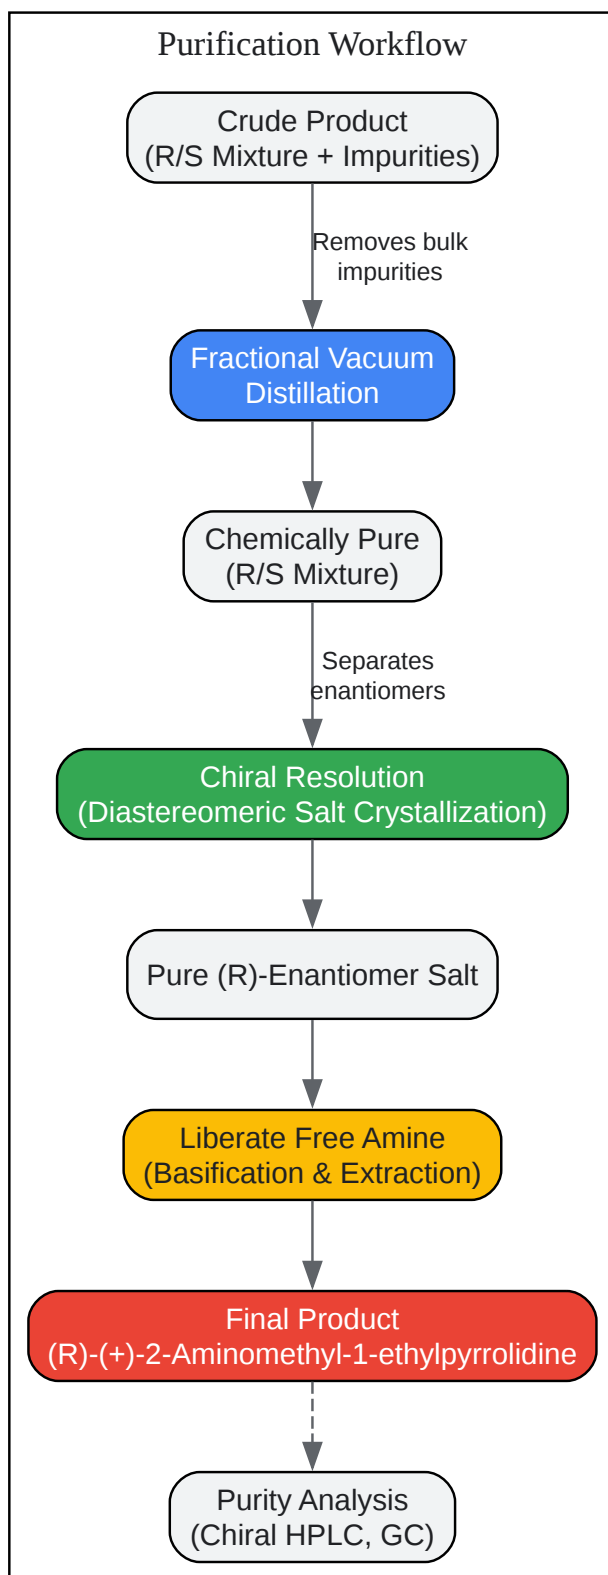 Purification Workflow
Crude Product
(R/S Mixture + Impurities)
Removes bulk
impurities
Fractional Vacuum
Distillation
Chemically Pure
(R/S Mixture)
Separates
enantiomers
Chiral Resolution
(Diastereomeric Salt Crystallization)
Pure (R)-Enantiomer Salt
Liberate Free Amine
(Basification & Extraction)
Final Product
(R)-(+)-2-Aminomethyl-1-ethylpyrrolidine
Purity Analysis
(Chiral HPLC, GC)